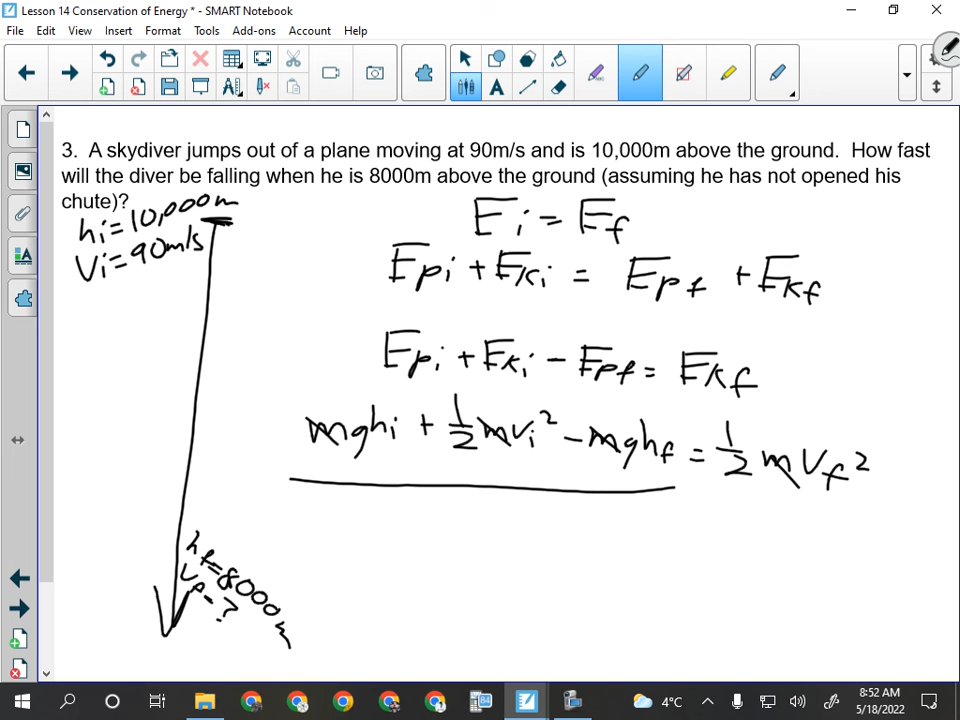 Lesson 14 Conservation of Energy * - SMART Notebook
File Edit View Insert Format Tools Add-ons Account Help
3. A skydiver jumps out of a plane moving at 90m/s and is 10,000m above the ground. How fast
will the diver be falling when he is 8000m above the ground (assuming he has not opened his
chute)?
hi=10,000m
Vi=90m/s
Ei = Ef
Epi + Eki = Epf + Ekf
Epi + Eki - Epf = Ekf
mghi + 1/2 mvi² - mghf = 1/2 mvf²
hf=8000m
Vf=?
4°C
8:52 AM
5/18/2022